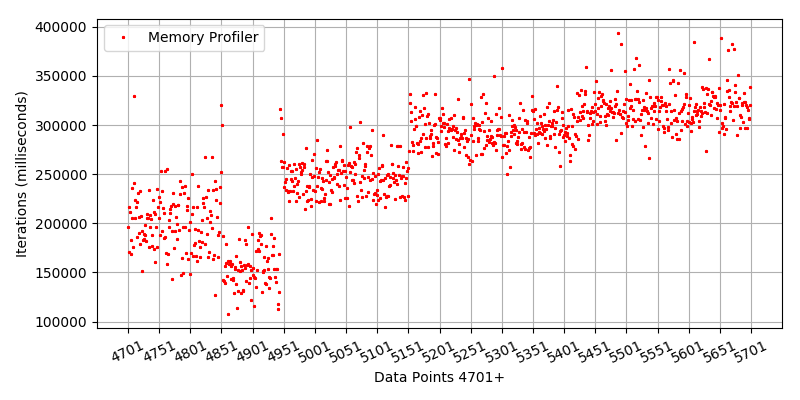 400000
350000
300000
250000
200000
150000
100000
Iterations (milliseconds)
Memory Profiler
4701 4751 4801 4851 4901 4951 5001 5051 5101 5151 5201 5251 5301 5351 5401 5451 5501 5551 5601 5651 5701
Data Points 4701+